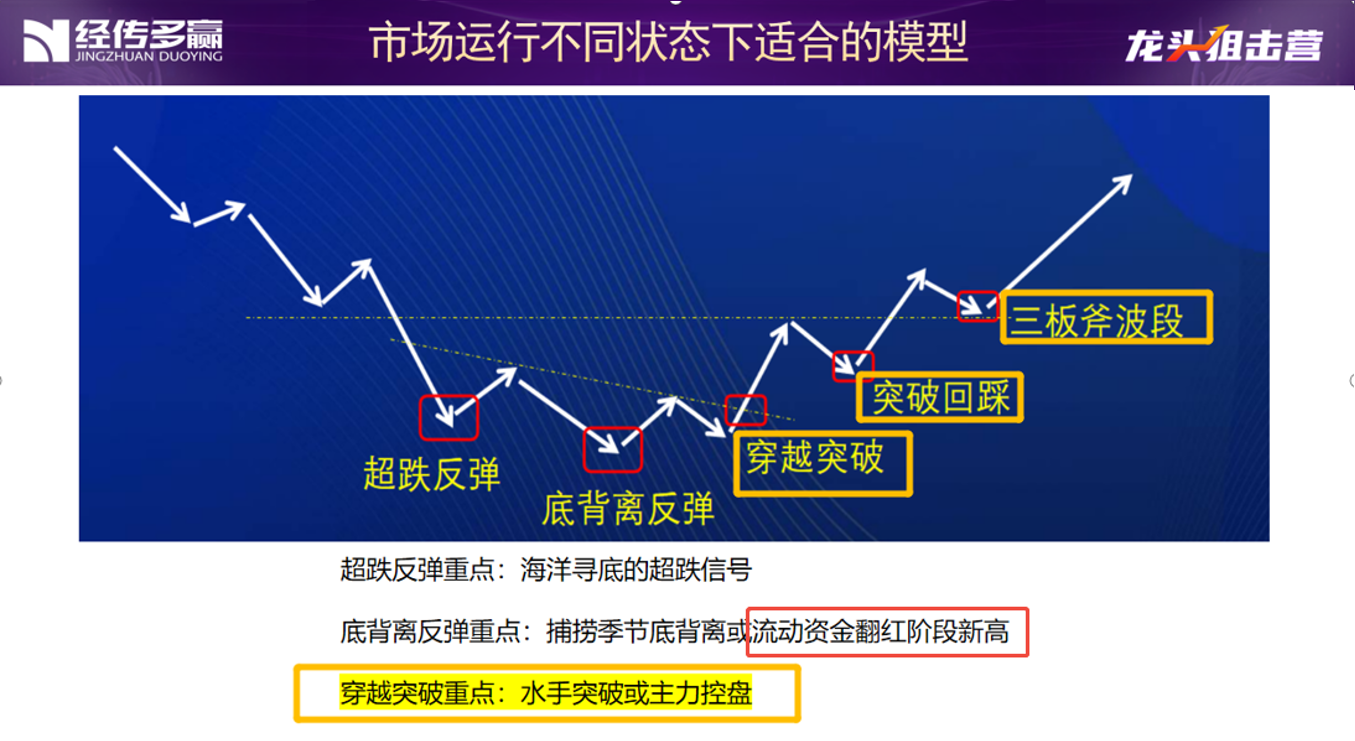 经传多赢
JINGZHUAN DUOYING
市场运行不同状态下适合的模型
龙头狙击营
三板斧波段
突破回踩
穿越突破
超跌反弹
底背离反弹
超跌反弹重点：海洋寻底的超跌信号
底背离反弹重点：捕捞季节底背离或流动资金翻红阶段新高
穿越突破重点：水手突破或主力控盘